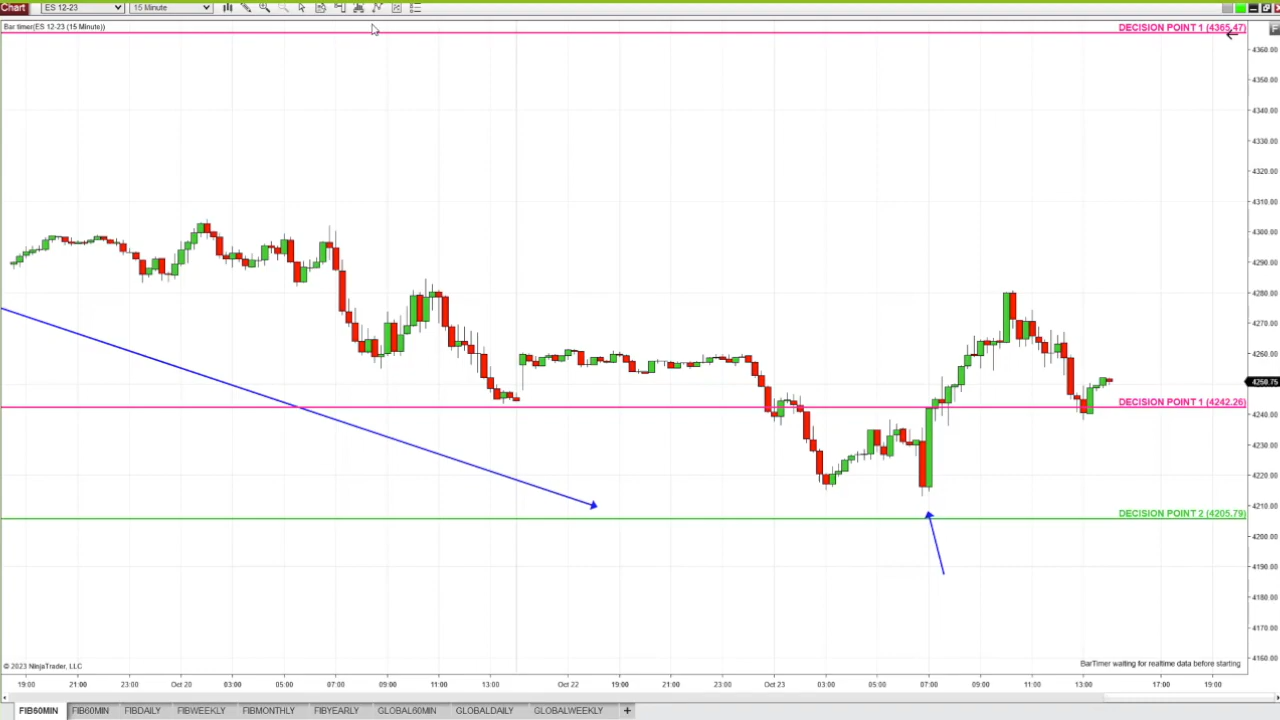 Chart ES 12-23 15 Minute
Bar timer(ES 12-23 (15 Minute))
DECISION POINT 1 (4365.47)
F
4360.00
4350.00
4340.00
4330.00
4320.00
4310.00
4300.00
4290.00
4280.00
4270.00
4260.00
4250.75
DECISION POINT 1 (4242.26)
4240.00
4230.00
4220.00
4210.00
DECISION POINT 2 (4205.79)
4200.00
4190.00
4180.00
4170.00
4160.00
© 2023 NinjaTrader, LLC
BarTimer waiting for realtime data before starting
19:00 21:00 23:00 Oct 20 03:00 05:00 07:00 09:00 11:00 13:00 Oct 22 19:00 21:00 23:00 Oct 23 03:00 05:00 07:00 09:00 11:00 13:00 17:00 19:00
FIB60MIN FIB60MIN FIBDAILY FIBWEEKLY FIBMONTHLY FIBYEARLY GLOBAL60MIN GLOBALDAILY GLOBALWEEKLY +